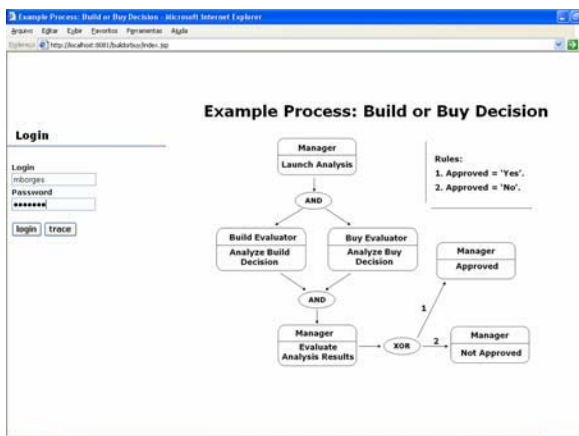 Example Process: Build or Buy Decision - Microsoft Internet Explorer
Arquivo Editar Exibir Favoritos Ferramentas Ajuda
Endereço http://localhost:8081/buildorbuy/index.jsp
Example Process: Build or Buy Decision
Login
Login
mborges
Password
•••••••
login trace
Manager
Launch Analysis
Rules:
1. Approved = 'Yes'.
2. Approved = 'No'.
AND
Build Evaluator
Analyze Build
Decision
Buy Evaluator
Analyze Buy
Decision
Manager
Approved
AND
1
Manager
Evaluate
Analysis Results
XOR
2
Manager
Not Approved